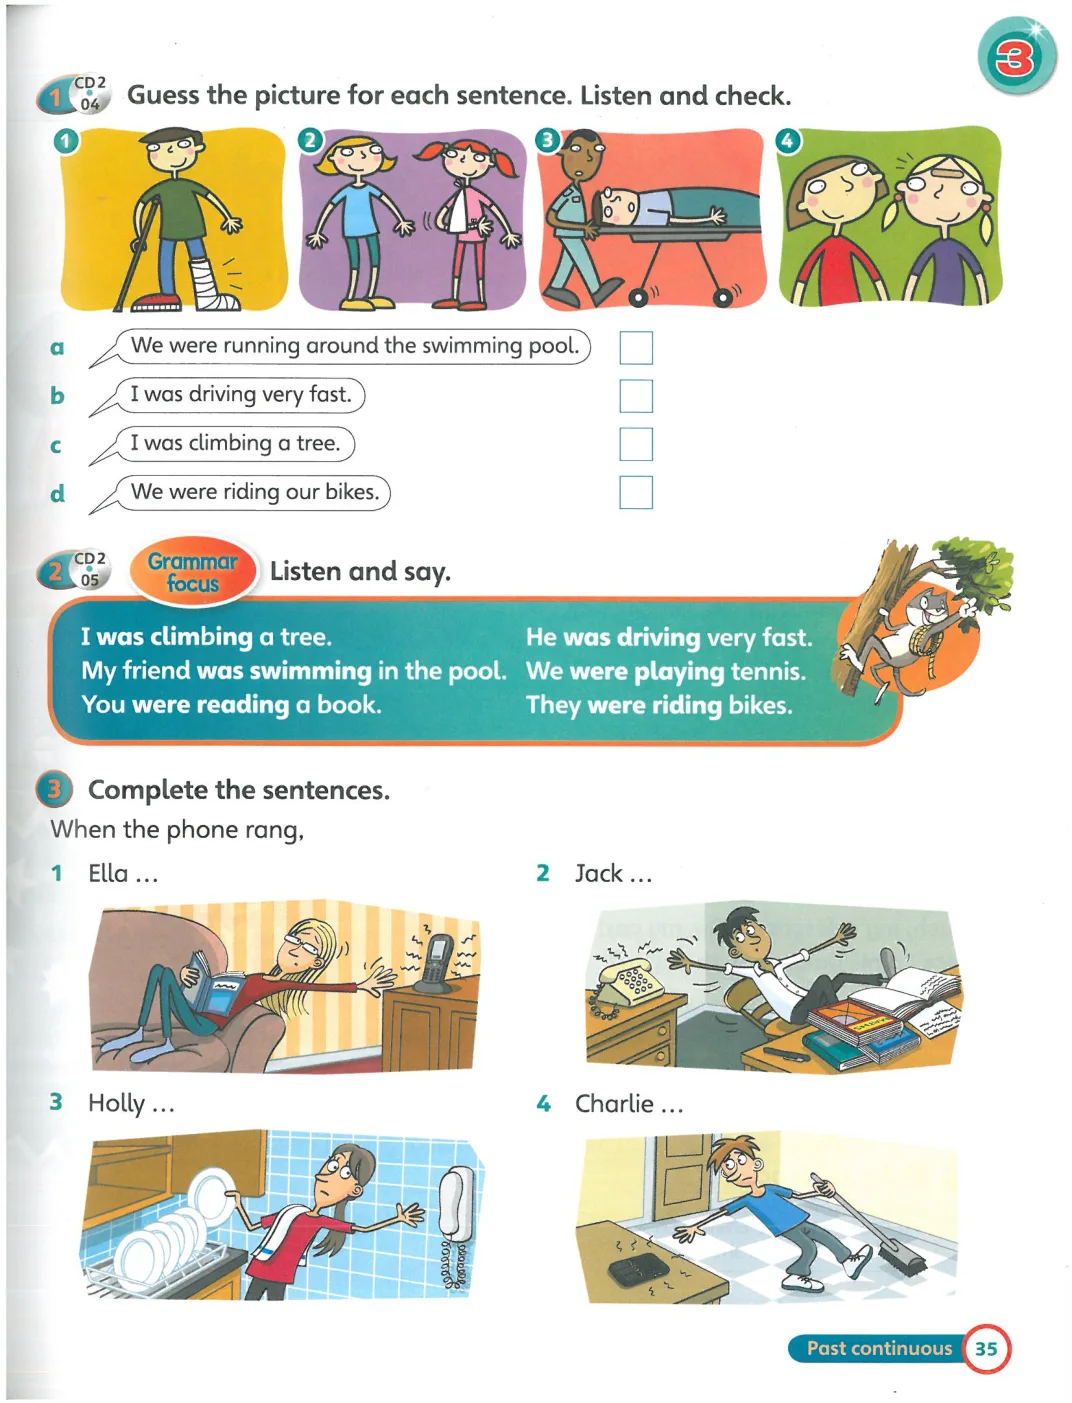 3
1 CD2 04 Guess the picture for each sentence. Listen and check.
1 2 3 4
a We were running around the swimming pool.
b I was driving very fast.
c I was climbing a tree.
d We were riding our bikes.
2 CD2 05 Grammar focus Listen and say.
I was climbing a tree. He was driving very fast.
My friend was swimming in the pool. We were playing tennis.
You were reading a book. They were riding bikes.
3 Complete the sentences.
When the phone rang,
1 Ella ... 2 Jack ...
3 Holly ... 4 Charlie ...
Past continuous 35